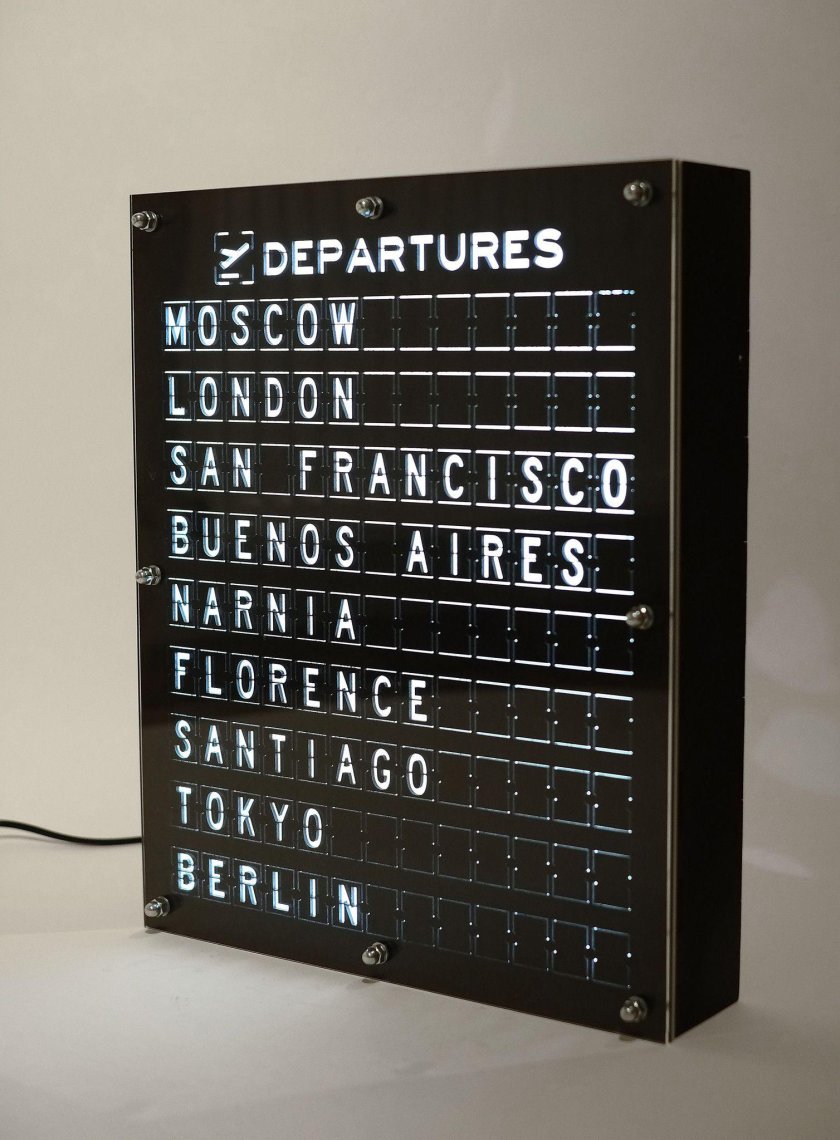 DEPARTURES
MOSCOW
LONDON
SAN FRANCISCO
BUENOS AIRES
NARNIA
FLORENCE
SANTIAGO
TOKYO
BERLIN